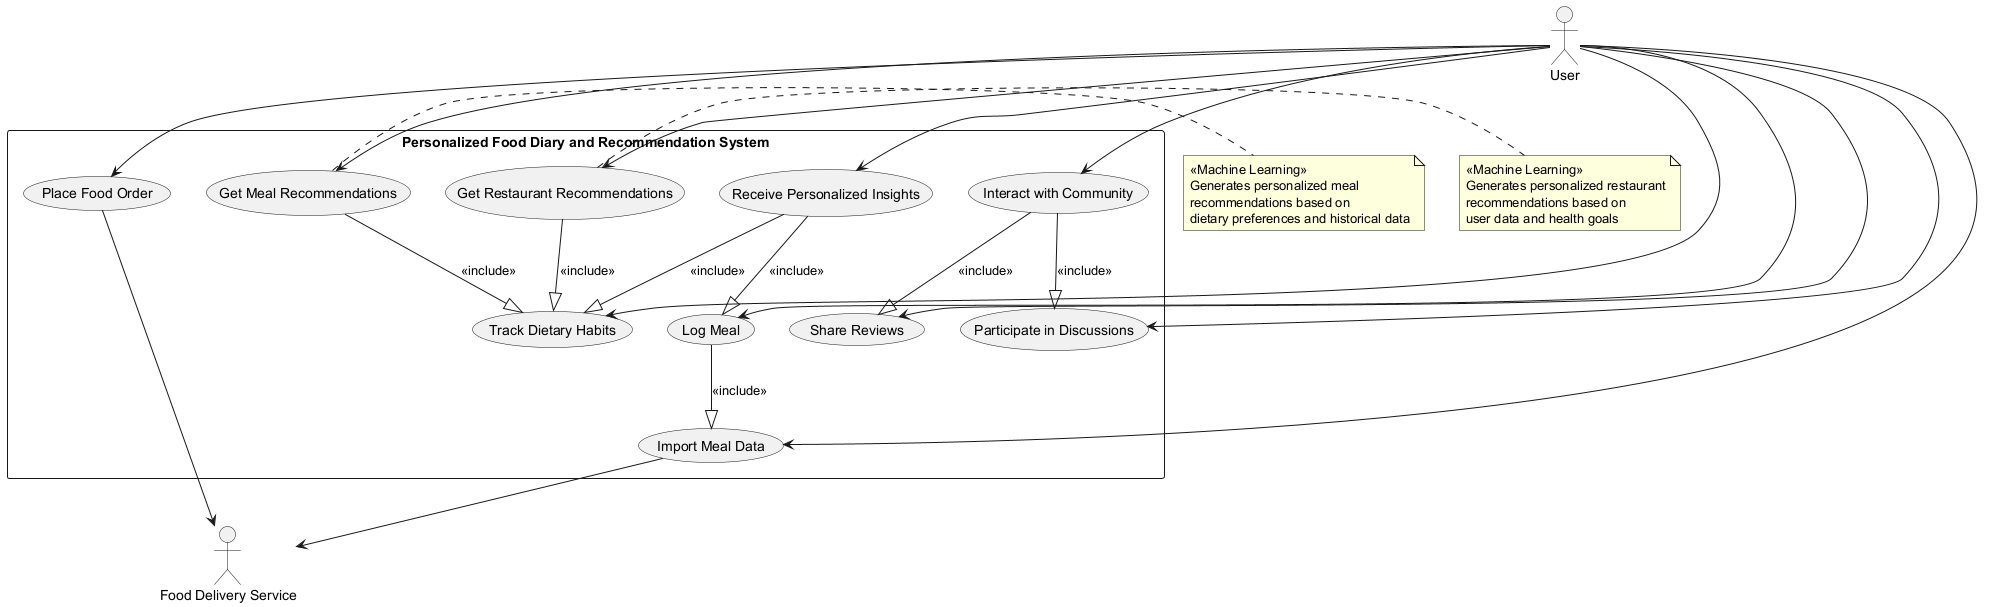 User
Personalized Food Diary and Recommendation System
«Machine Learning»
Generates personalized meal
recommendations based on
dietary preferences and historical data
«Machine Learning»
Generates personalized restaurant
recommendations based on
user data and health goals
Place Food Order
Get Meal Recommendations
Get Restaurant Recommendations
Receive Personalized Insights
Interact with Community
«include»
«include»
«include»
«include»
«include»
«include»
Track Dietary Habits
Log Meal
Share Reviews
Participate in Discussions
«include»
Import Meal Data
Food Delivery Service